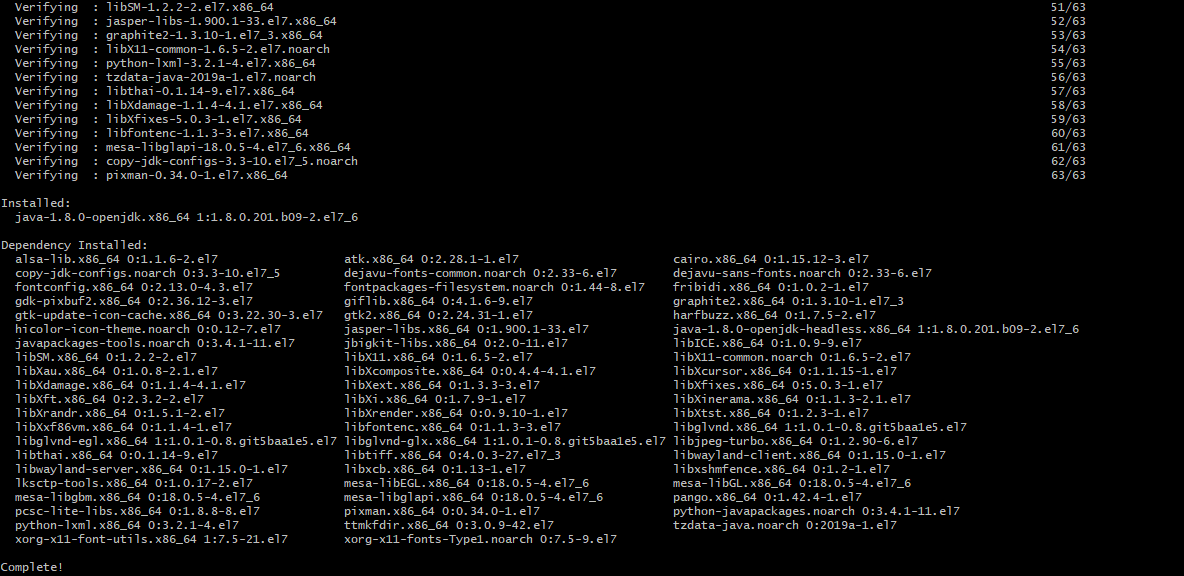 Verifying  : libSM-1.2.2-2.el7.x86_64 51/63
Verifying  : jasper-libs-1.900.1-33.el7.x86_64 52/63
Verifying  : graphite2-1.3.10-1.el7_3.x86_64 53/63
Verifying  : libX11-common-1.6.5-2.el7.noarch 54/63
Verifying  : python-lxml-3.2.1-4.el7.x86_64 55/63
Verifying  : tzdata-java-2019a-1.el7.noarch 56/63
Verifying  : libthai-0.1.14-9.el7.x86_64 57/63
Verifying  : libXdamage-1.1.4-4.1.el7.x86_64 58/63
Verifying  : libXfixes-5.0.3-1.el7.x86_64 59/63
Verifying  : libfontenc-1.1.3-3.el7.x86_64 60/63
Verifying  : mesa-libglapi-18.0.5-4.el7_6.x86_64 61/63
Verifying  : copy-jdk-configs-3.3-10.el7_5.noarch 62/63
Verifying  : pixman-0.34.0-1.el7.x86_64 63/63
Installed:
java-1.8.0-openjdk.x86_64 1:1.8.0.201.b09-2.el7_6
Dependency Installed:
alsa-lib.x86_64 0:1.1.6-2.el7 atk.x86_64 0:2.28.1-1.el7 cairo.x86_64 0:1.15.12-3.el7
copy-jdk-configs.noarch 0:3.3-10.el7_5 dejavu-fonts-common.noarch 0:2.33-6.el7 dejavu-sans-fonts.noarch 0:2.33-6.el7
fontconfig.x86_64 0:2.13.0-4.3.el7 fontpackages-filesystem.noarch 0:1.44-8.el7 fribidi.x86_64 0:1.0.2-1.el7
gdk-pixbuf2.x86_64 0:2.36.12-3.el7 giflib.x86_64 0:4.1.6-9.el7 graphite2.x86_64 0:1.3.10-1.el7_3
gtk-update-icon-cache.x86_64 0:3.22.30-3.el7 gtk2.x86_64 0:2.24.31-1.el7 harfbuzz.x86_64 0:1.7.5-2.el7
hicolor-icon-theme.noarch 0:0.12-7.el7 jasper-libs.x86_64 0:1.900.1-33.el7 java-1.8.0-openjdk-headless.x86_64 1:1.8.0.201.b09-2.el7_6
javapackages-tools.noarch 0:3.4.1-11.el7 jbigkit-libs.x86_64 0:2.0-11.el7 libICE.x86_64 0:1.0.9-9.el7
libSM.x86_64 0:1.2.2-2.el7 libX11.x86_64 0:1.6.5-2.el7 libX11-common.noarch 0:1.6.5-2.el7
libXau.x86_64 0:1.0.8-2.1.el7 libXcomposite.x86_64 0:0.4.4-4.1.el7 libXcursor.x86_64 0:1.1.15-1.el7
libXdamage.x86_64 0:1.1.4-4.1.el7 libXext.x86_64 0:1.3.3-3.el7 libXfixes.x86_64 0:5.0.3-1.el7
libXft.x86_64 0:2.3.2-2.el7 libXi.x86_64 0:1.7.9-1.el7 libXinerama.x86_64 0:1.1.3-2.1.el7
libXrandr.x86_64 0:1.5.1-2.el7 libXrender.x86_64 0:0.9.10-1.el7 libXtst.x86_64 0:1.2.3-1.el7
libXxf86vm.x86_64 0:1.1.4-1.el7 libfontenc.x86_64 0:1.1.3-3.el7 libglvnd.x86_64 1:1.0.1-0.8.git5baa1e5.el7
libglvnd-egl.x86_64 1:1.0.1-0.8.git5baa1e5.el7 libglvnd-glx.x86_64 1:1.0.1-0.8.git5baa1e5.el7 libjpeg-turbo.x86_64 0:1.2.90-6.el7
libthai.x86_64 0:0.1.14-9.el7 libtiff.x86_64 0:4.0.3-27.el7_3 libwayland-client.x86_64 0:1.15.0-1.el7
libwayland-server.x86_64 0:1.15.0-1.el7 libxcb.x86_64 0:1.13-1.el7 libxshmfence.x86_64 0:1.2-1.el7
lksctp-tools.x86_64 0:1.0.17-2.el7 mesa-libEGL.x86_64 0:18.0.5-4.el7_6 mesa-libGL.x86_64 0:18.0.5-4.el7_6
mesa-libgbm.x86_64 0:18.0.5-4.el7_6 mesa-libglapi.x86_64 0:18.0.5-4.el7_6 pango.x86_64 0:1.42.4-1.el7
pcsc-lite-libs.x86_64 0:1.8.8-8.el7 pixman.x86_64 0:0.34.0-1.el7 python-javapackages.noarch 0:3.4.1-11.el7
python-lxml.x86_64 0:3.2.1-4.el7 ttmkfdir.x86_64 0:3.0.9-42.el7 tzdata-java.noarch 0:2019a-1.el7
xorg-x11-font-utils.x86_64 1:7.5-21.el7 xorg-x11-fonts-Type1.noarch 0:7.5-9.el7
Complete!